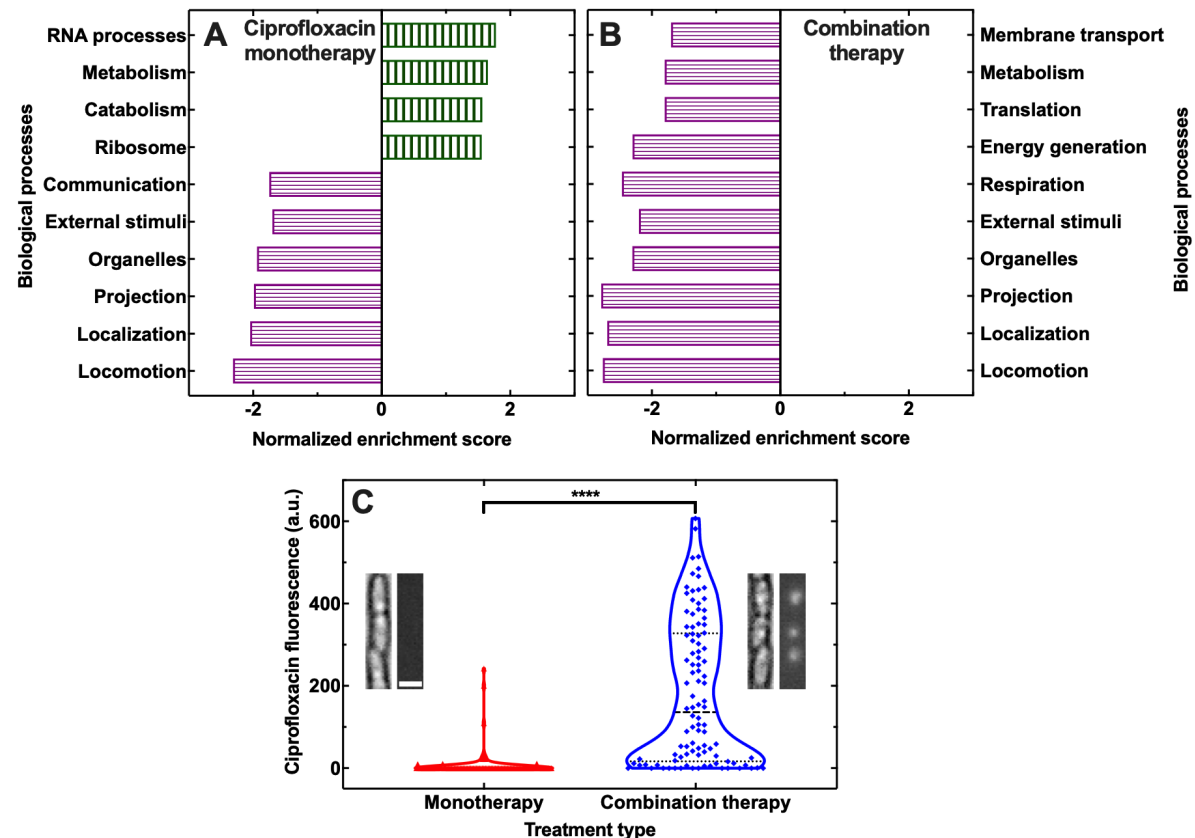 A
Ciprofloxacin
monotherapy
Biological processes
RNA processes
Metabolism
Catabolism
Ribosome
Communication
External stimuli
Organelles
Projection
Localization
Locomotion
-2 0 2
Normalized enrichment score
B
Combination
therapy
Membrane transport
Metabolism
Translation
Energy generation
Respiration
External stimuli
Organelles
Projection
Localization
Locomotion
Biological processes
-2 0 2
Normalized enrichment score
C
****
Ciprofloxacin fluorescence (a.u.)
600
400
200
0
Monotherapy Combination therapy
Treatment type